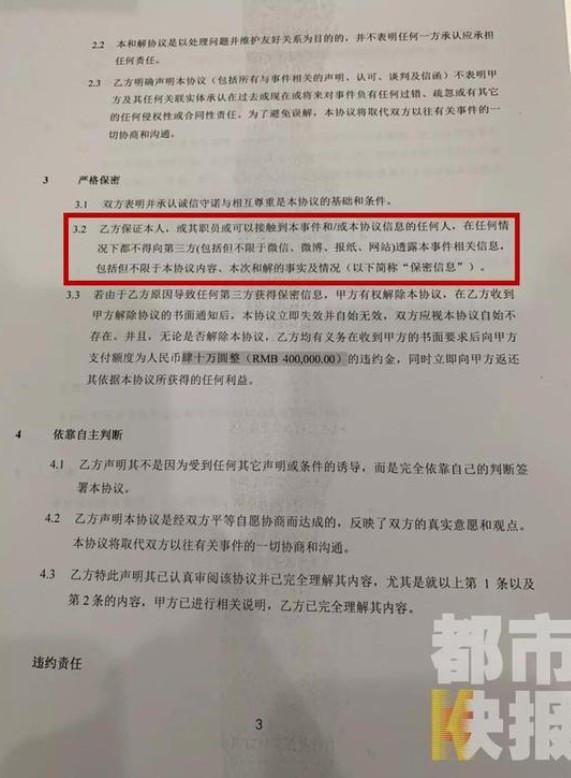 2.2 本和解协议是以处理问题并维护友好关系为目的的，并不表明任何一方承认应承担
任何责任。
2.3 乙方明确声明本协议（包括所有与事件相关的声明、认可、谈判及信函）不表明甲
方及其任何关联实体承认在过去或现在或将来对事件负有任何过错、疏忽或有其它
的任何侵权性或合同性责任。为了避免误解，本协议将取代双方以往有关事件的一
切协商和沟通。
3 严格保密
3.1 双方表明并承认诚信守诺与相互尊重是本协议的基础和条件。
3.2 乙方保证本人，或其职员或可以接触到本事件和/或本协议信息的任何人，在任何情
况下都不得向第三方(包括但不限于微信、微博、报纸、网站)透露本事件相关信息，
包括但不限于本协议内容、本次和解的事实及情况（以下简称“保密信息”）。
3.3 若由于乙方原因导致任何第三方获得保密信息，甲方有权解除本协议，在乙方收到
甲方解除协议的书面通知后，本协议立即失效并自始无效，双方应视本协议自始不
存在。并且，无论是否解除本协议，乙方均有义务在收到甲方的书面要求后向甲方
支付额度为人民币肆十万圆整（RMB 400,000.00）的违约金，同时立即向甲方返还
其依据本协议所获得的任何利益。
4 依靠自主判断
4.1 乙方声明其不是因为受到任何其它声明或条件的诱导，而是完全依靠自己的判断签
署本协议。
4.2 乙方声明本协议是经双方平等自愿协商而达成的，反映了双方的真实意愿和观点。
本协议将取代双方以往有关事件的一切协商和沟通。
4.3 乙方特此声明其已认真审阅该协议并已完全理解其内容，尤其是就以上第 1 条以及
第 2 条的内容，甲方已进行相关说明，乙方已完全理解其内容。
违约责任
3
都市
快报